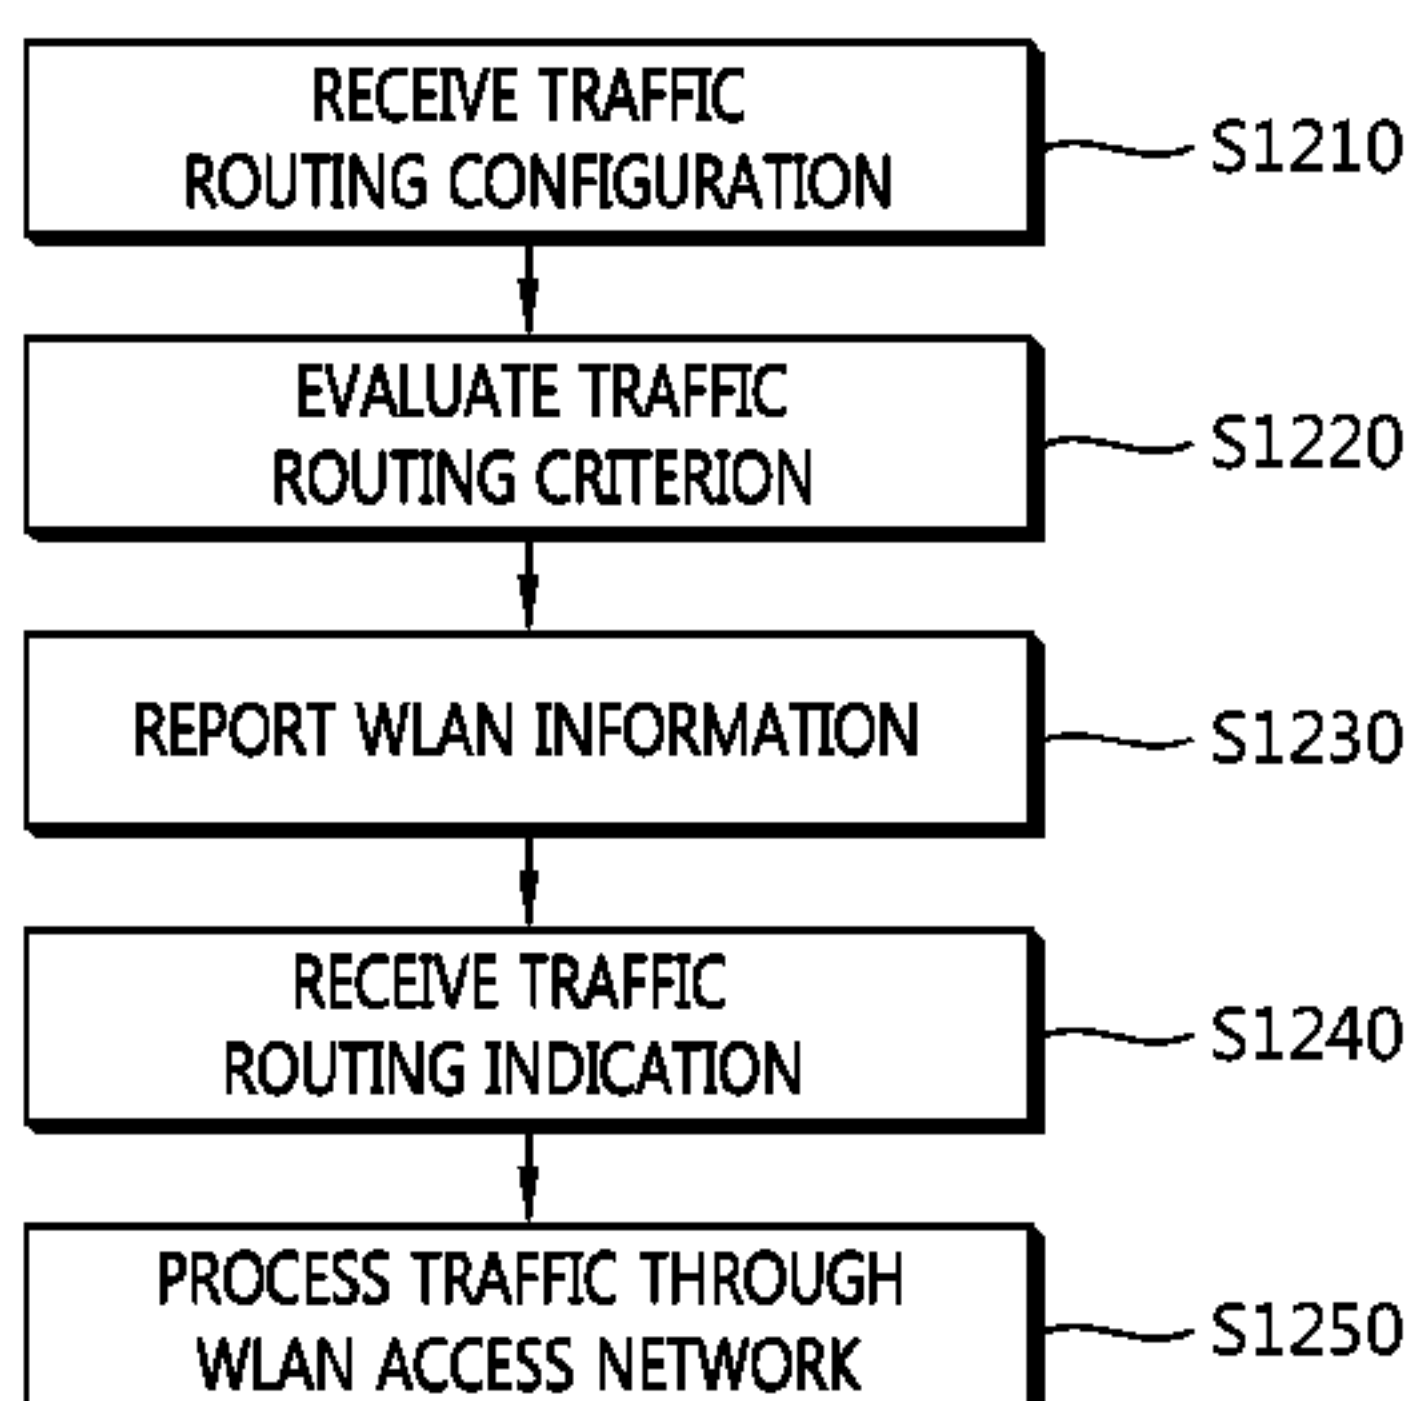 RECEIVE TRAFFIC
ROUTING CONFIGURATION
S1210
EVALUATE TRAFFIC
ROUTING CRITERION
S1220
REPORT WLAN INFORMATION
S1230
RECEIVE TRAFFIC
ROUTING INDICATION
S1240
PROCESS TRAFFIC THROUGH
WLAN ACCESS NETWORK
S1250